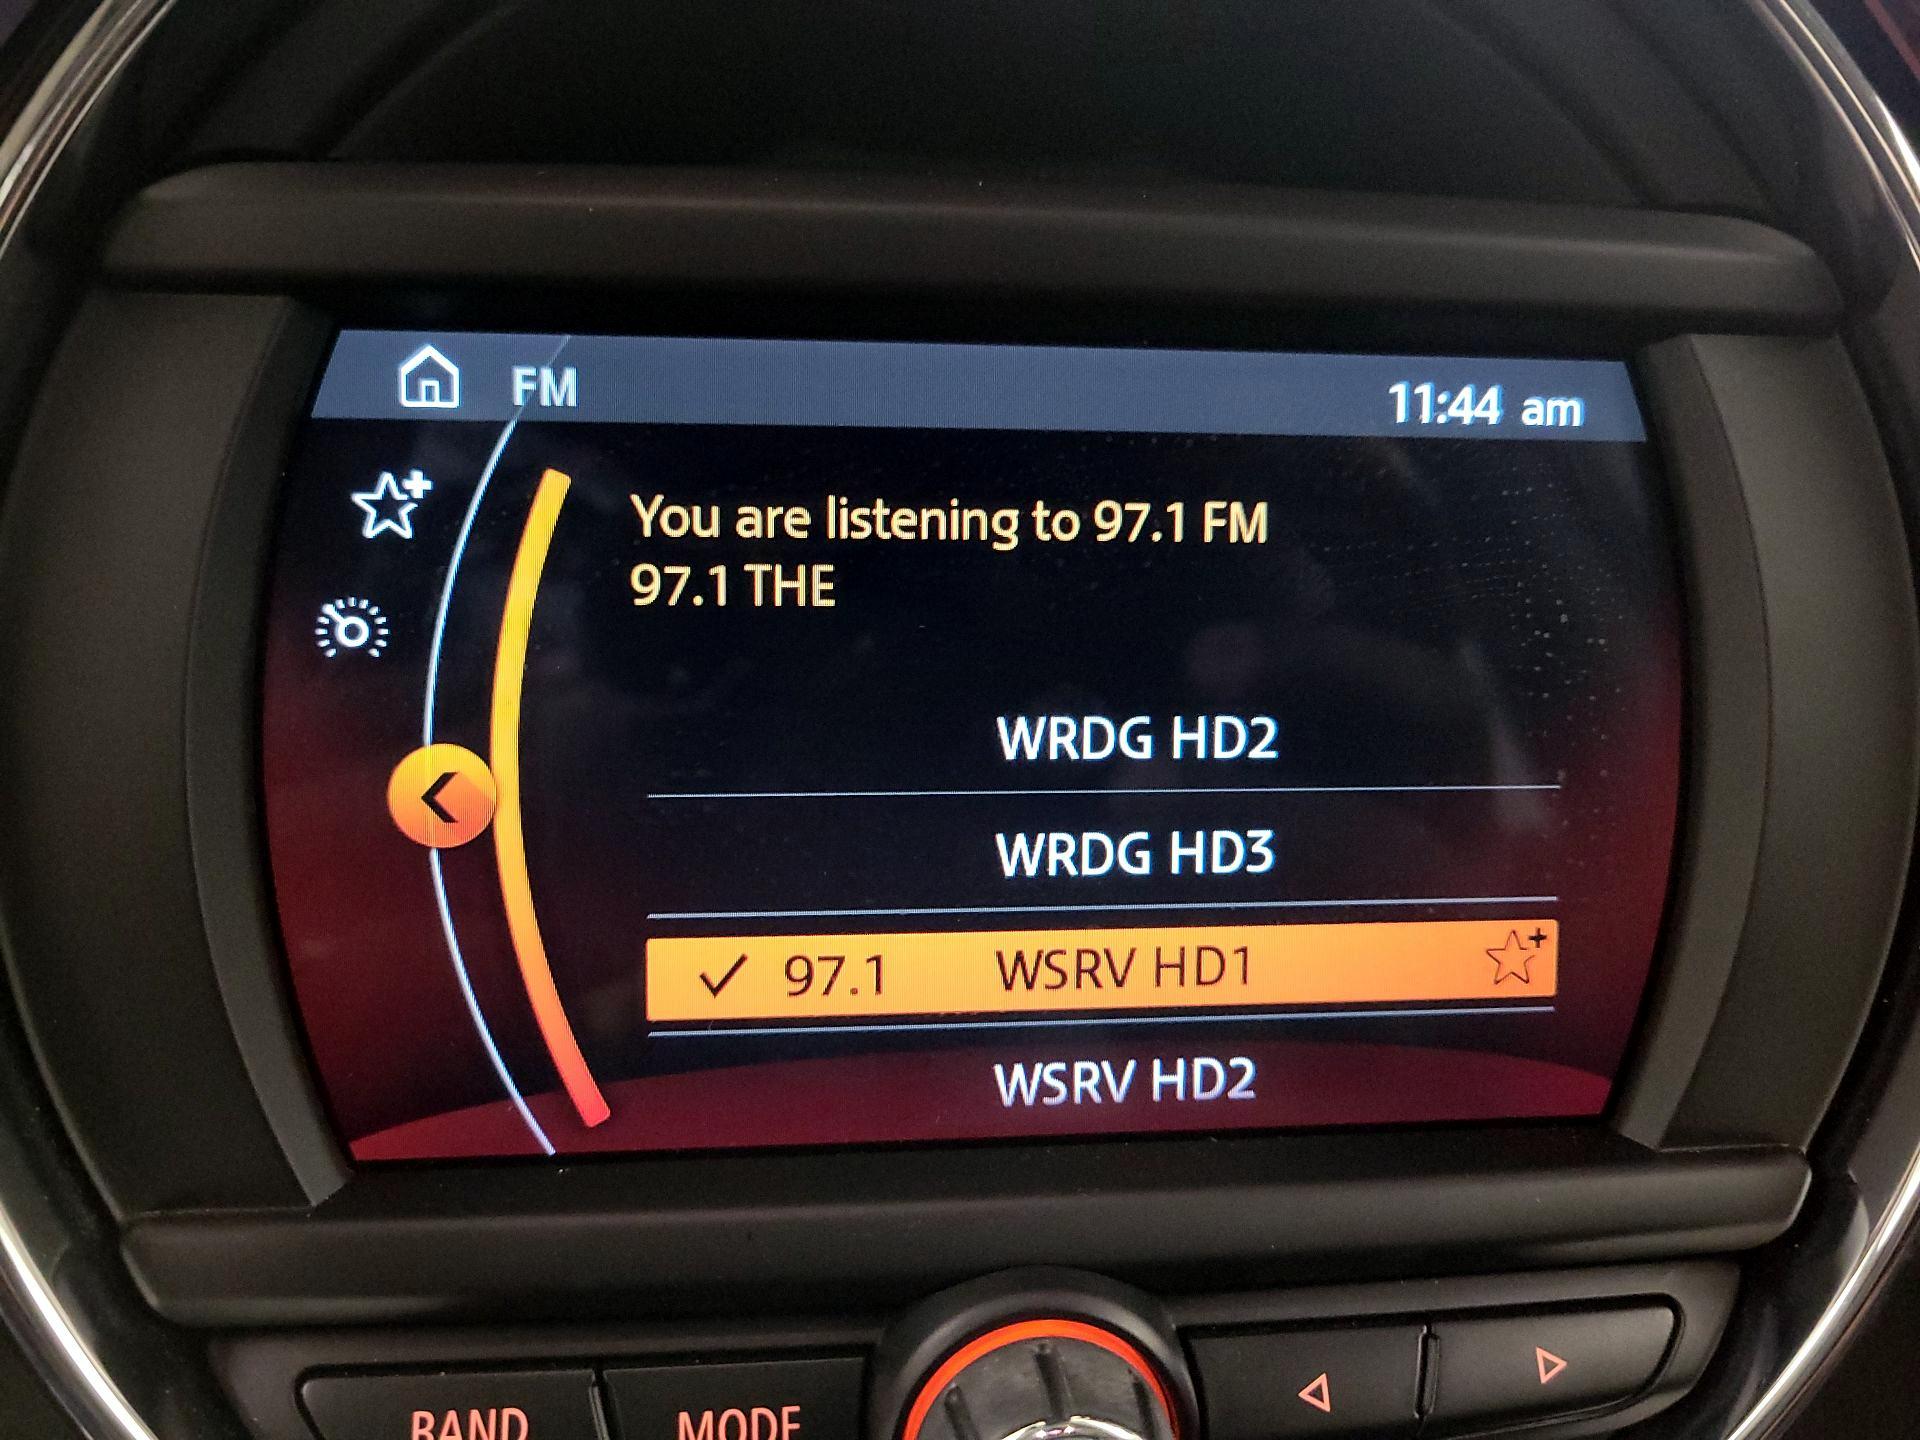 FM
11:44 am
You are listening to 97.1 FM
97.1 THE
WRDG HD2
WRDG HD3
97.1 WSRV HD1
WSRV HD2
BAND MODE